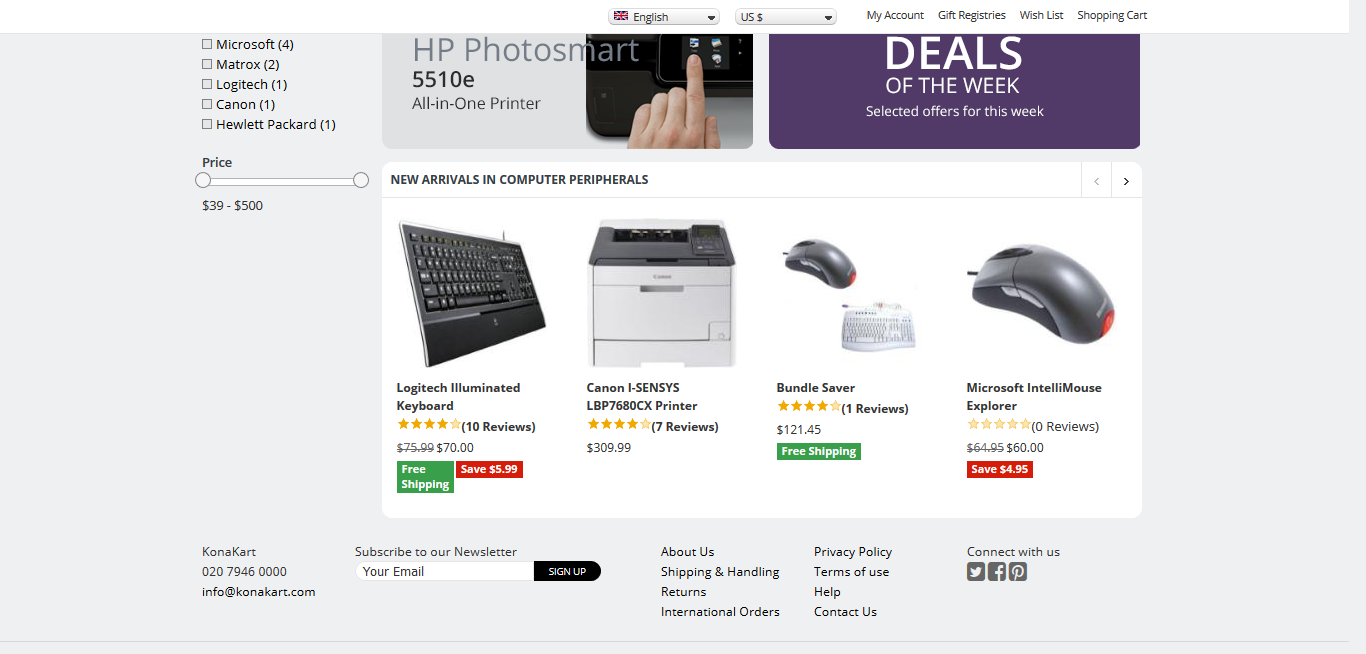 English
US $
My Account
Gift Registries
Wish List
Shopping Cart
Microsoft (4)
Matrox (2)
Logitech (1)
Canon (1)
Hewlett Packard (1)
Price
$39 - $500
HP Photosmart
5510e
All-in-One Printer
DEALS
OF THE WEEK
Selected offers for this week
NEW ARRIVALS IN COMPUTER PERIPHERALS
Logitech Illuminated
Keyboard
(10 Reviews)
$75.99 $70.00
Free
Shipping
Save $5.99
Canon
Canon I-SENSYS
LBP7680CX Printer
(7 Reviews)
$309.99
Bundle Saver
(1 Reviews)
$121.45
Free Shipping
Microsoft IntelliMouse
Explorer
(0 Reviews)
$64.95 $60.00
Save $4.95
KonaKart
020 7946 0000
info@konakart.com
Subscribe to our Newsletter
Your Email
SIGN UP
About Us
Shipping & Handling
Returns
International Orders
Privacy Policy
Terms of use
Help
Contact Us
Connect with us